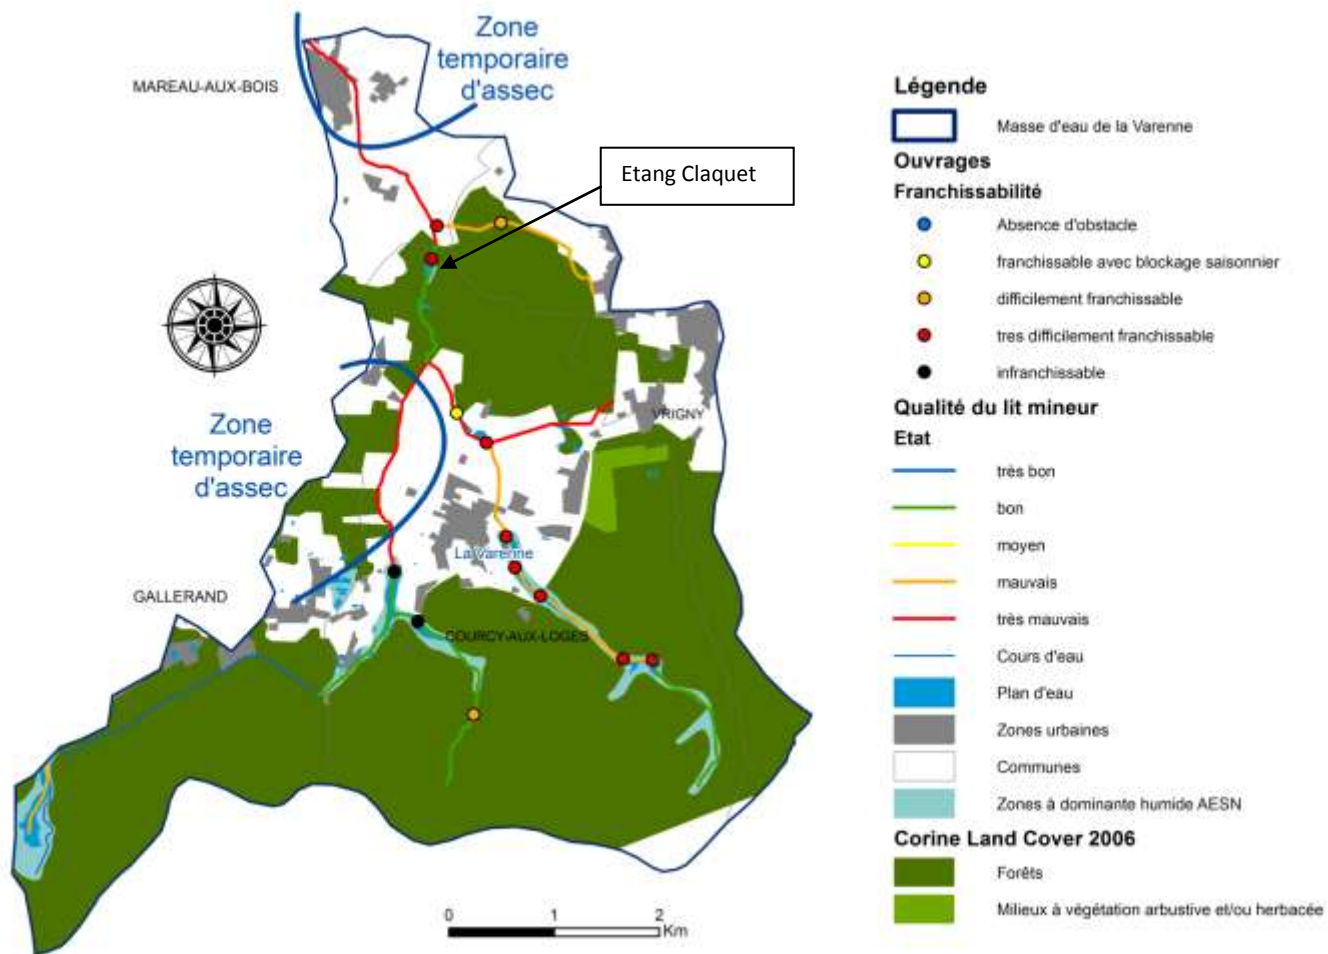 Zone
temporaire
d'assec
MAREAU-AUX-BOIS
Etang Claquet
Zone
temporaire
d'assec
VRIGNY
La Varenne
GALLERAND
COURCY-AUX-LOGES
0 1 2
Km
Légende
Masse d'eau de la Varenne
Ouvrages
Franchissabilité
Absence d'obstacle
franchissable avec blockage saisonnier
difficilement franchissable
tres difficilement franchissable
infranchissable
Qualité du lit mineur
Etat
très bon
bon
moyen
mauvais
très mauvais
Cours d'eau
Plan d'eau
Zones urbaines
Communes
Zones à dominante humide AESN
Corine Land Cover 2006
Forêts
Milieux à végétation arbustive et/ou herbacée